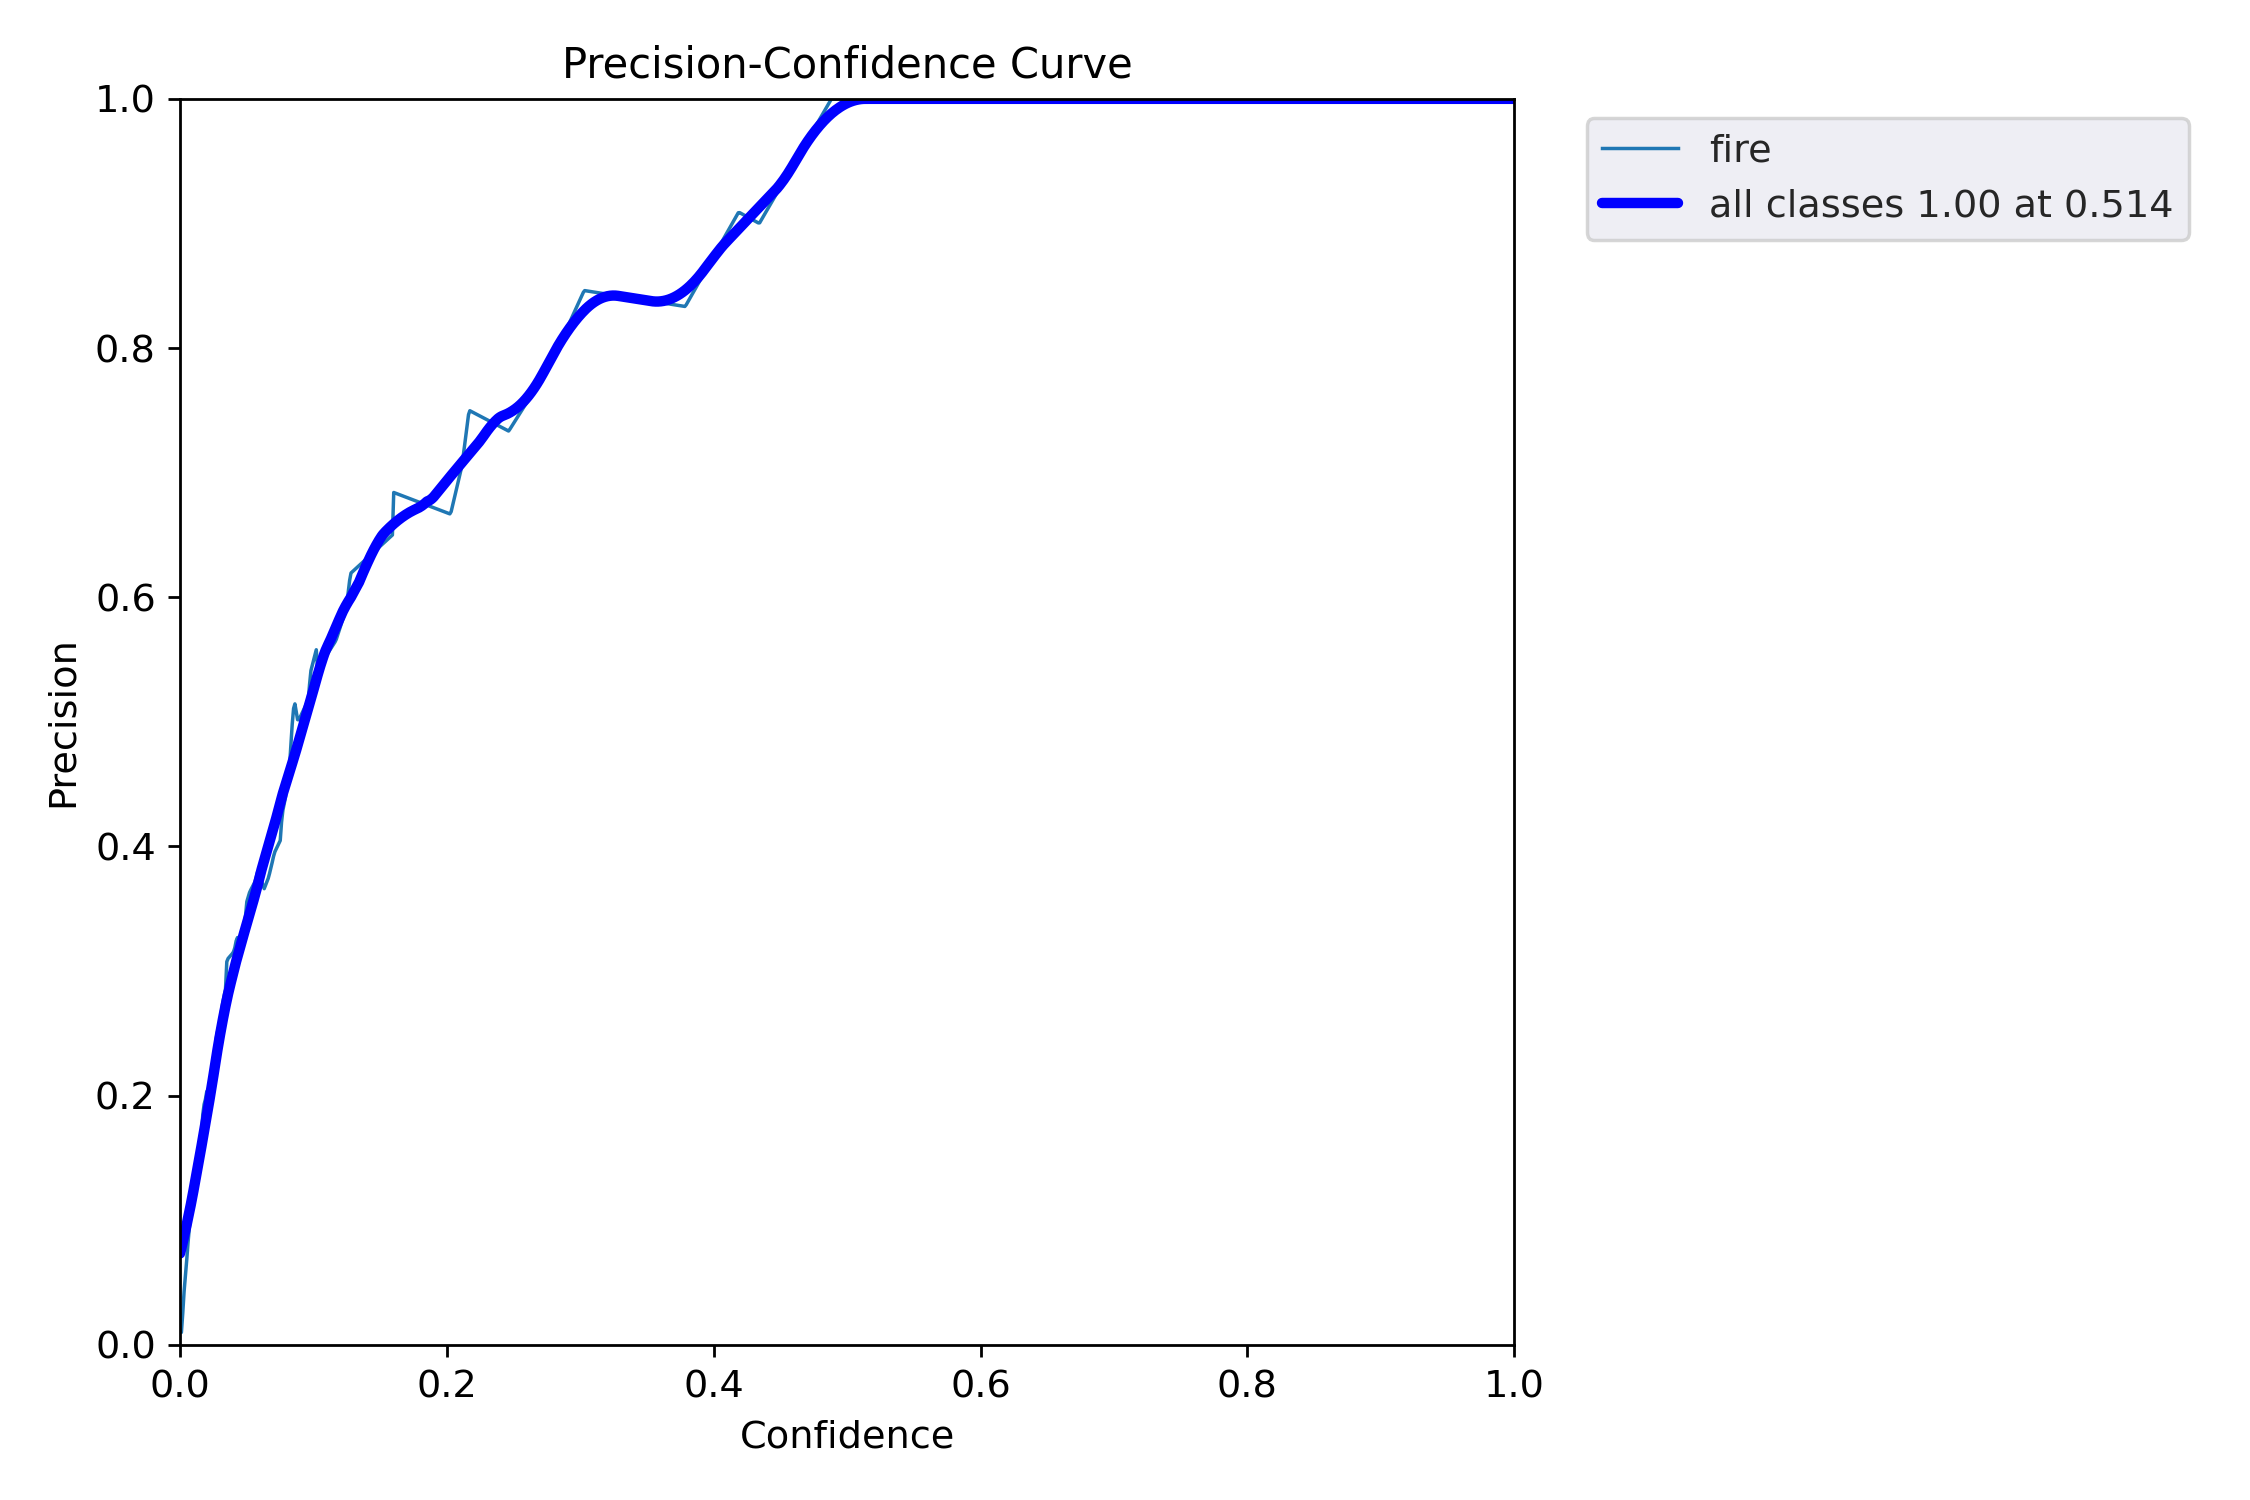 Precision-Confidence Curve
1.0
0.8
0.6
0.4
0.2
0.0
Precision
0.0 0.2 0.4 0.6 0.8 1.0
Confidence
fire
all classes 1.00 at 0.514